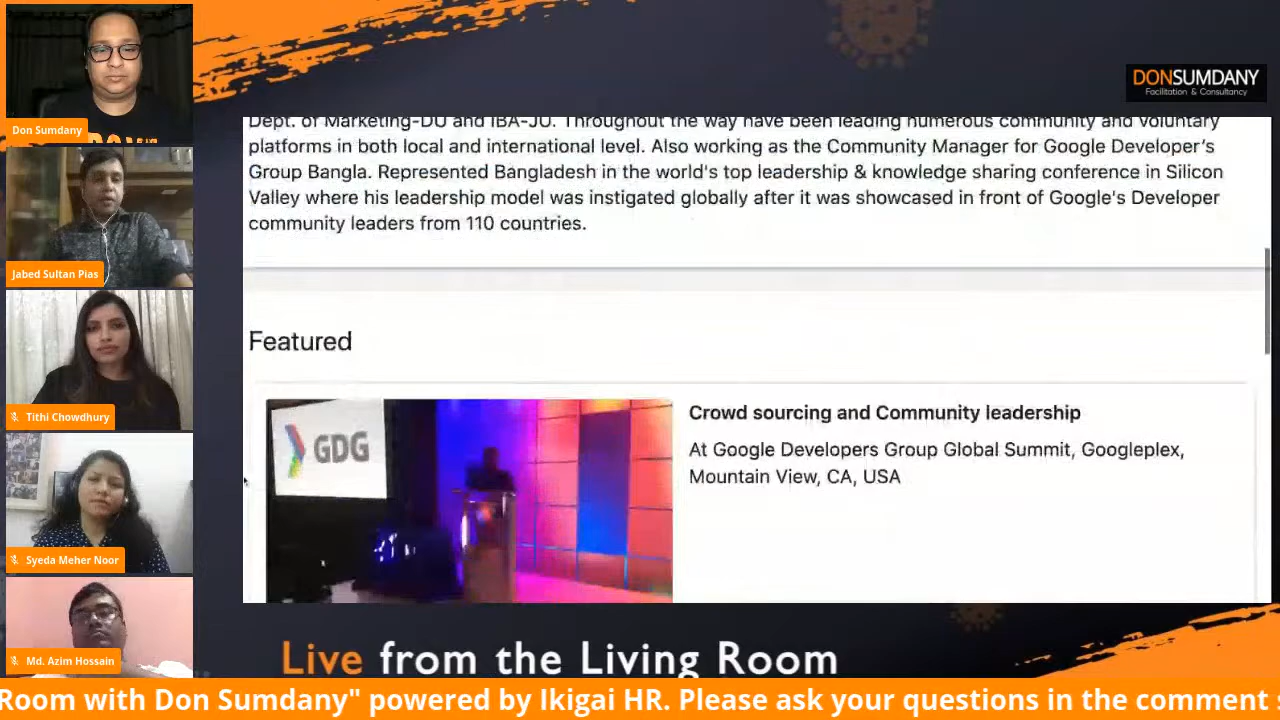 Don Sumdany
Jabed Sultan Pias
Tithi Chowdhury
Syeda Meher Noor
Md. Azim Hossain
DONSUMDANY
Facilitation & Consultancy
Dept. of Marketing-DU and IBA-JU. Throughout the way have been leading numerous community and voluntary
platforms in both local and international level. Also working as the Community Manager for Google Developer's
Group Bangla. Represented Bangladesh in the world's top leadership & knowledge sharing conference in Silicon
Valley where his leadership model was instigated globally after it was showcased in front of Google's Developer
community leaders from 110 countries.
Featured
GDG
Crowd sourcing and Community leadership
At Google Developers Group Global Summit, Googleplex,
Mountain View, CA, USA
Live from the Living Room
Room with Don Sumdany" powered by Ikigai HR. Please ask your questions in the comment